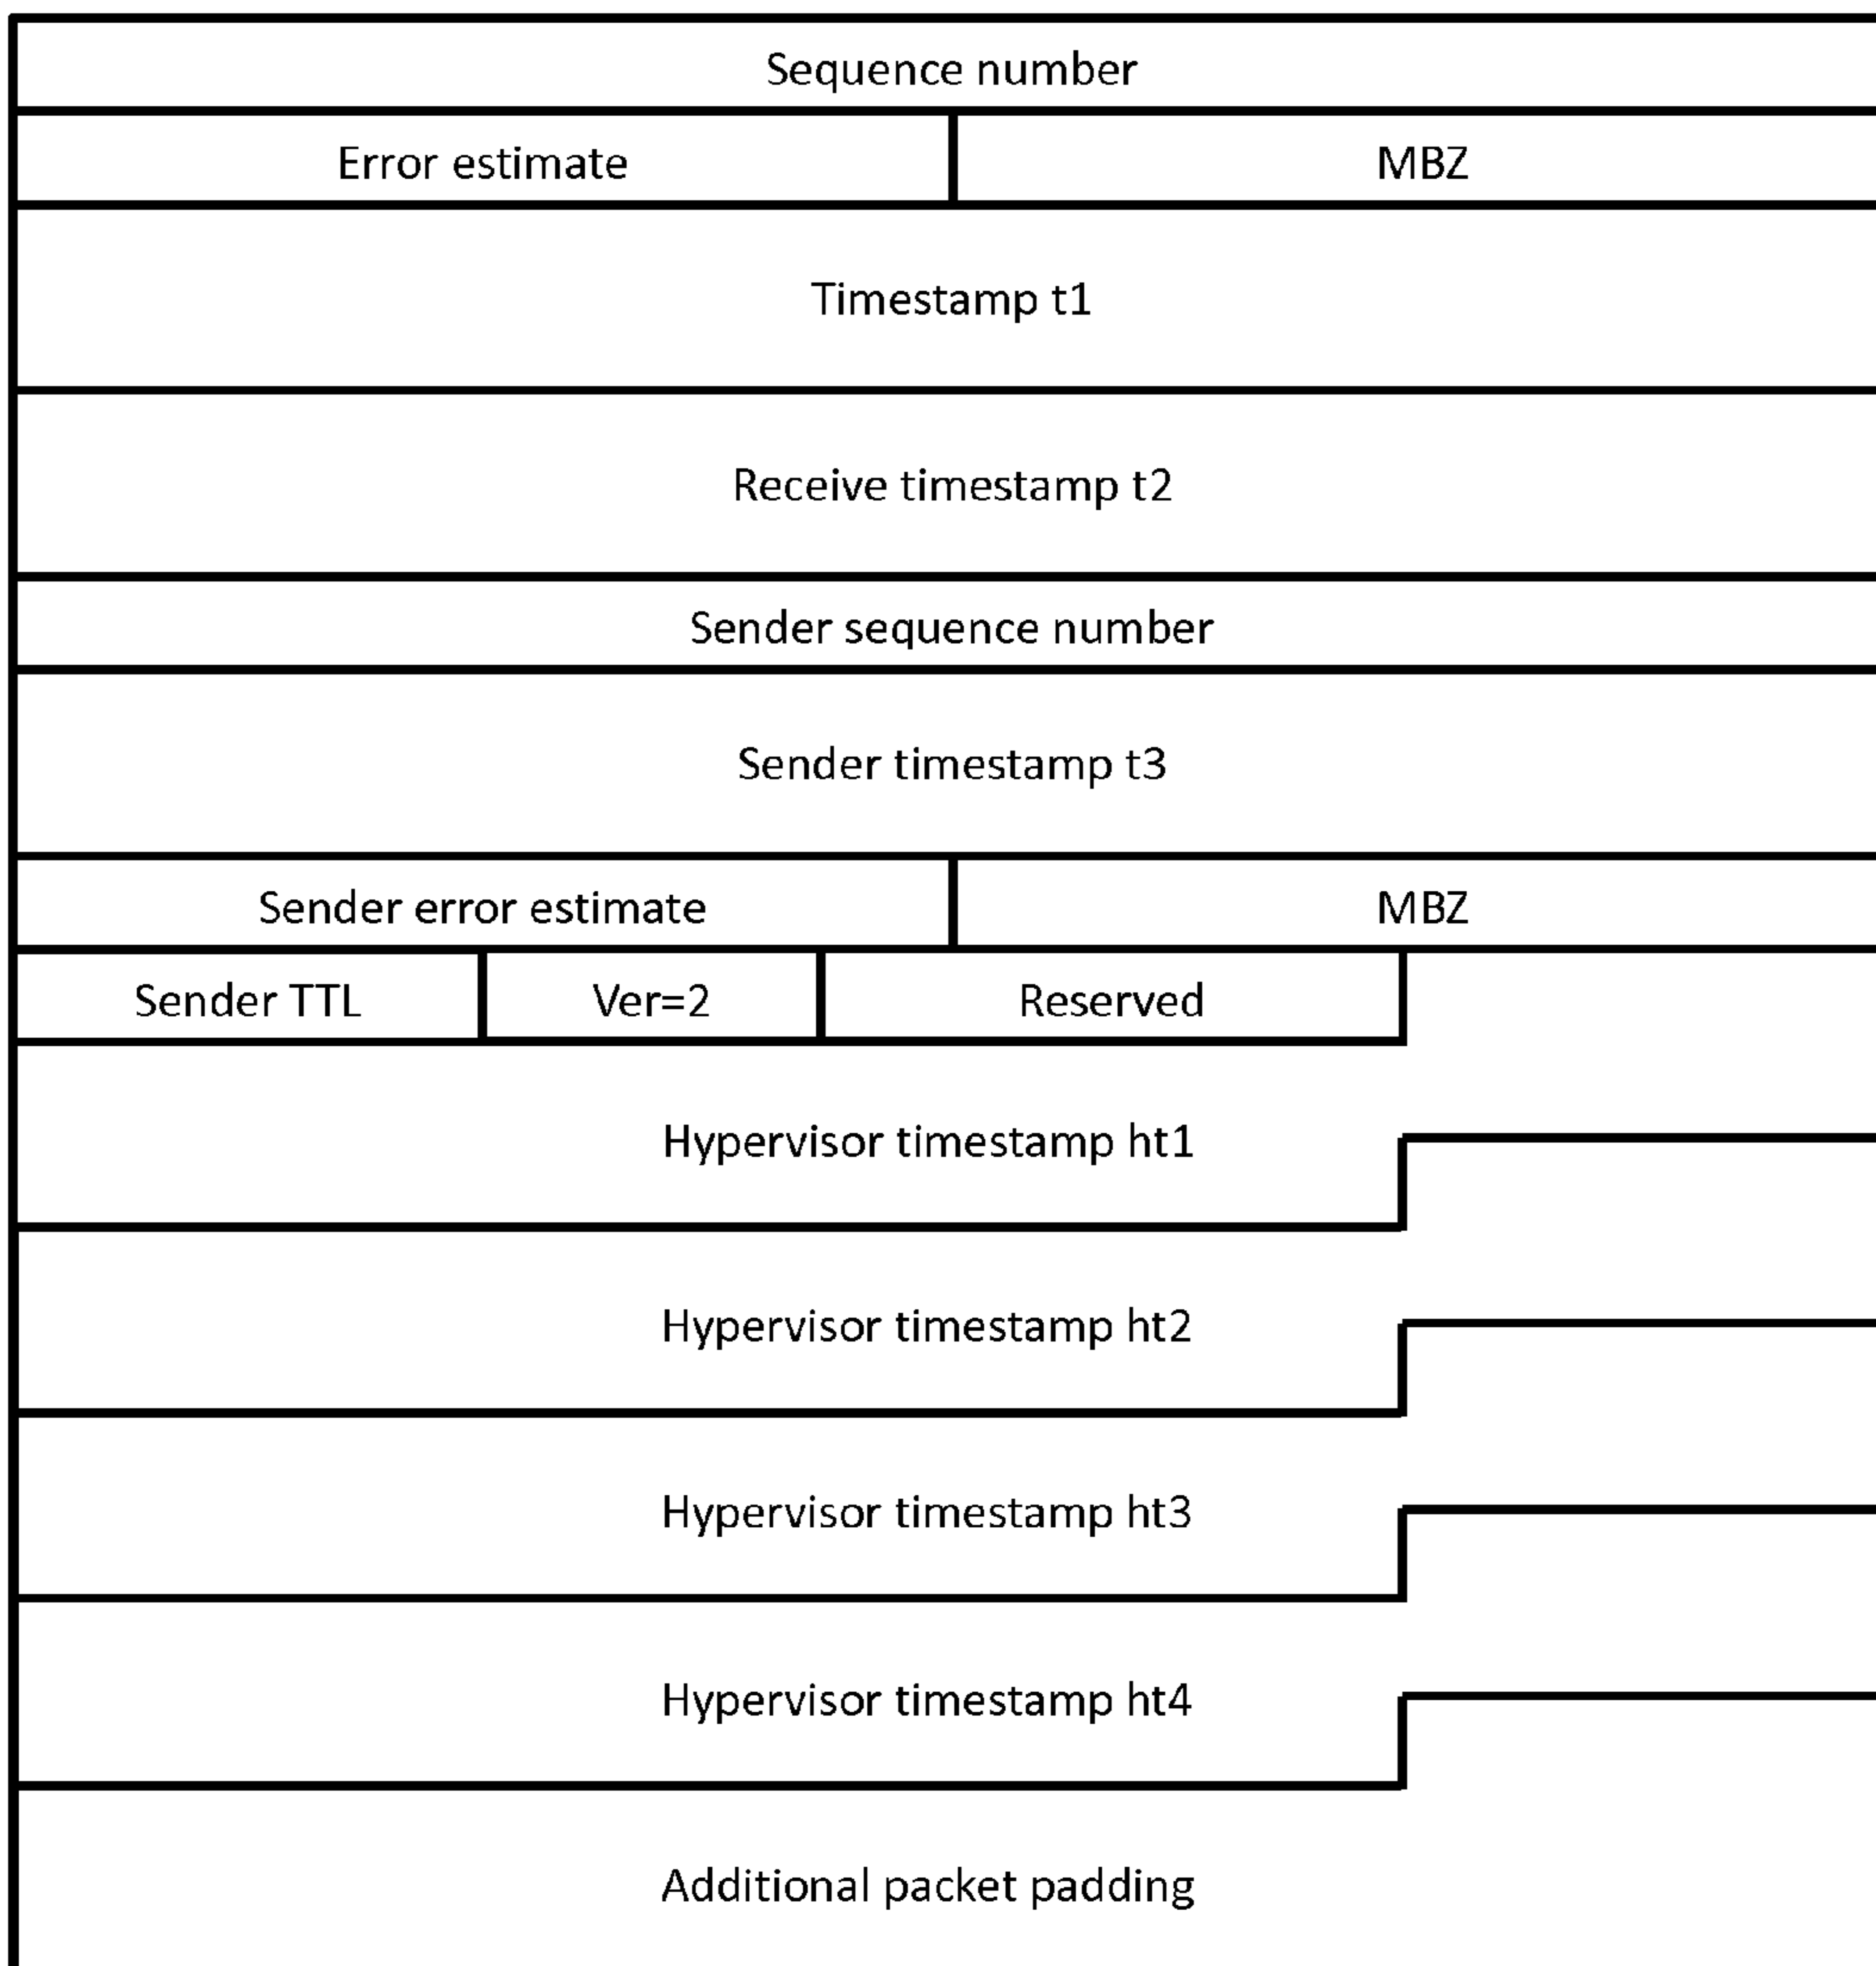 Sequence number
Error estimate
MBZ
Timestamp t1
Receive timestamp t2
Sender sequence number
Sender timestamp t3
Sender error estimate
MBZ
Sender TTL
Ver=2
Reserved
Hypervisor timestamp ht1
Hypervisor timestamp ht2
Hypervisor timestamp ht3
Hypervisor timestamp ht4
Additional packet padding